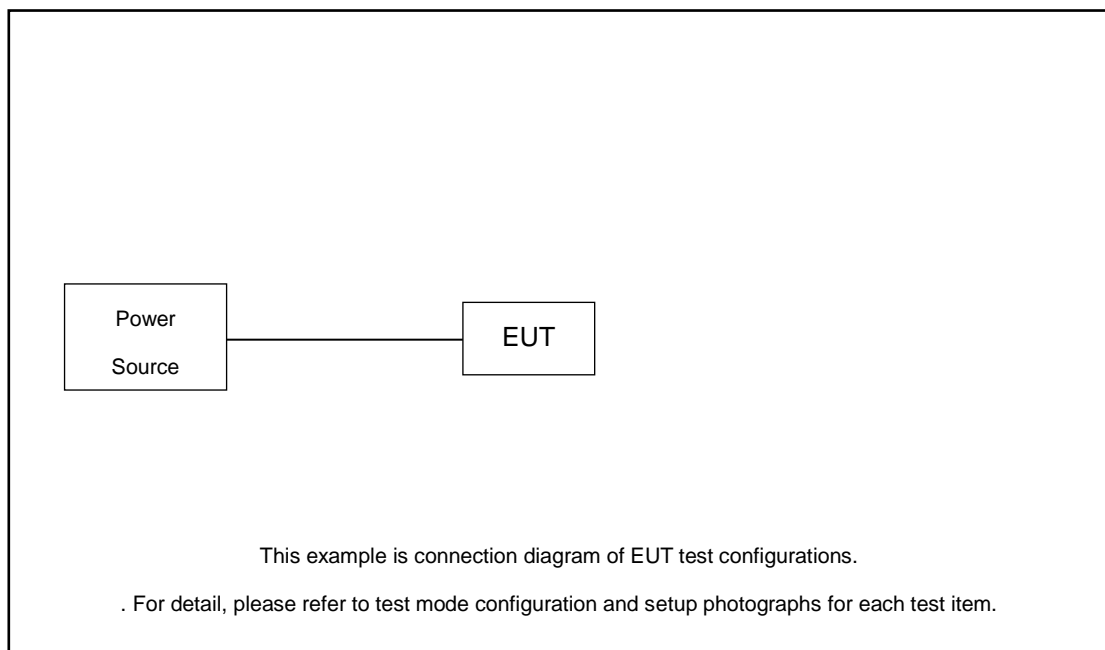 Power
Source
EUT
This example is connection diagram of EUT test configurations.
. For detail, please refer to test mode configuration and setup photographs for each test item.